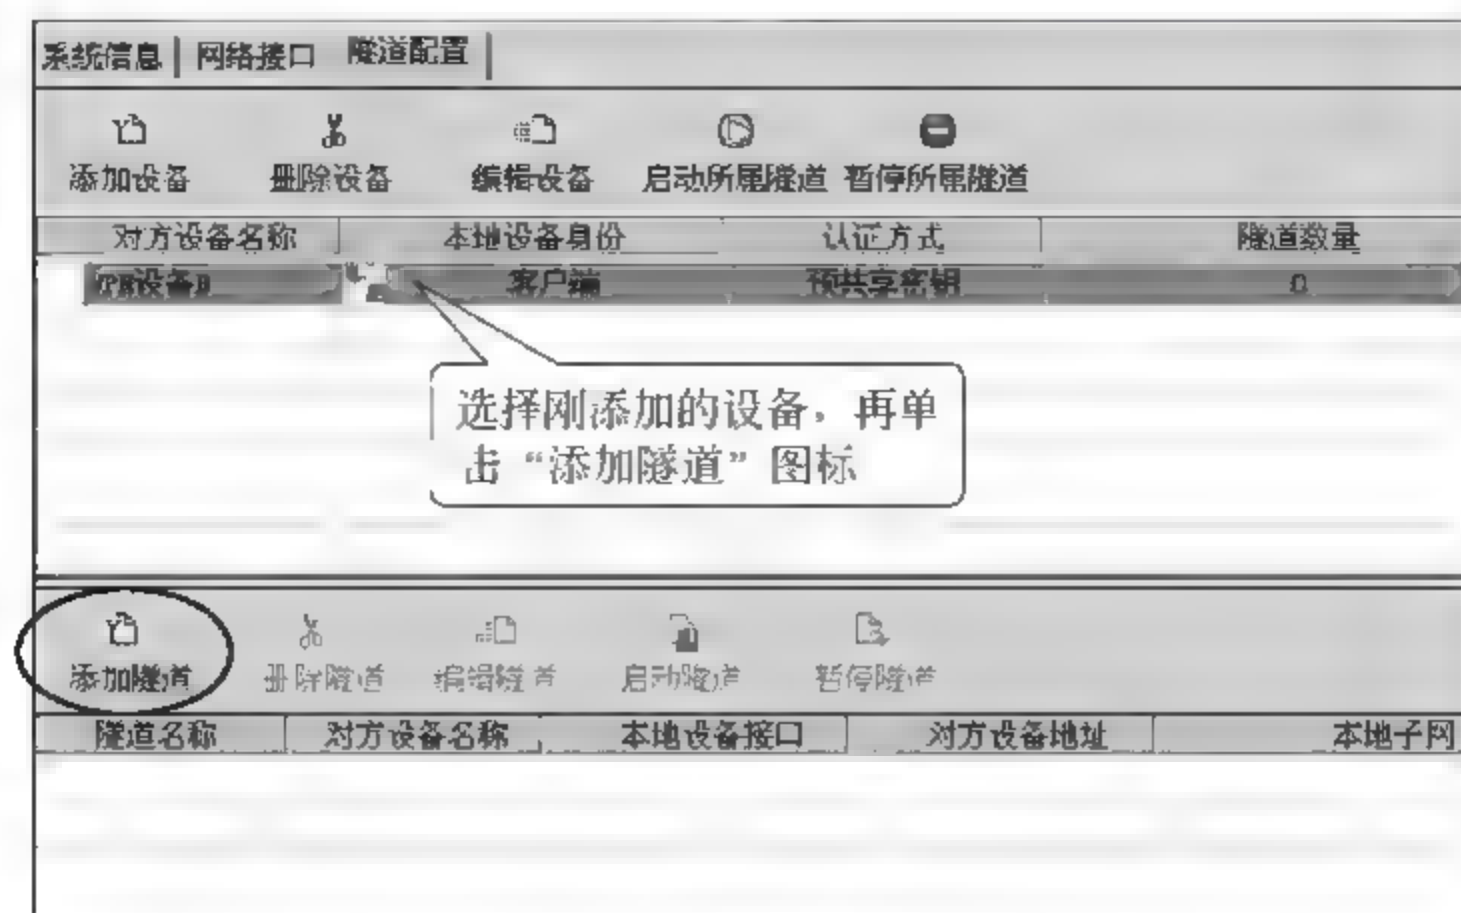 系统信息 网络接口 隧道配置
添加设备 删除设备 编辑设备 启动所属隧道 暂停所属隧道
对方设备名称 本地设备身份 认证方式 隧道数量
设备B 客户端 预共享密钥 0
选择刚添加的设备，再单
击“添加隧道”图标
添加隧道 删除隧道 编辑隧道 启动隧道 暂停隧道
隧道名称 对方设备名称 本地设备接口 对方设备地址 本地子网